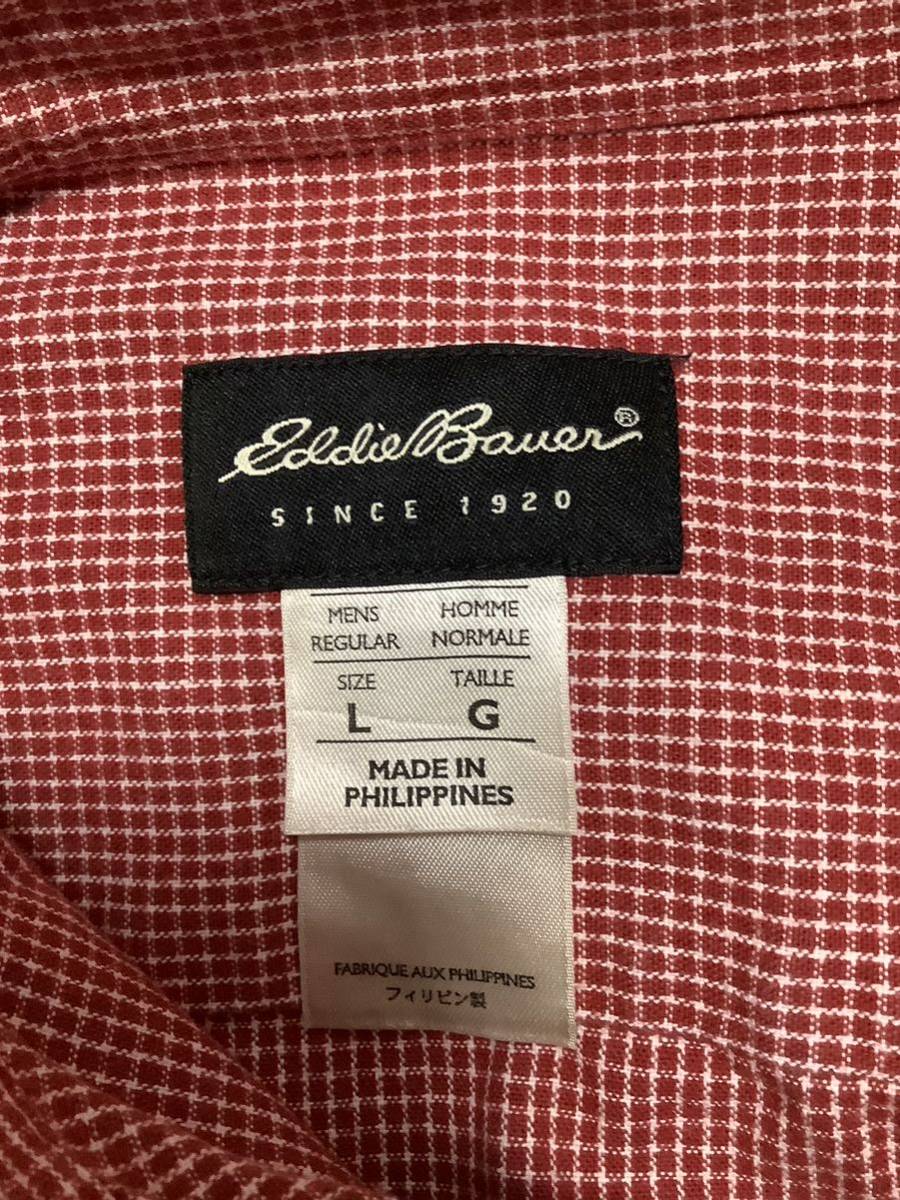 Eddie Bauer®
SINCE 1920
MENS HOMME
REGULAR NORMALE
SIZE TAILLE
L G
MADE IN
PHILIPPINES
FABRIQUE AUX PHILIPPINES
フィリピン製